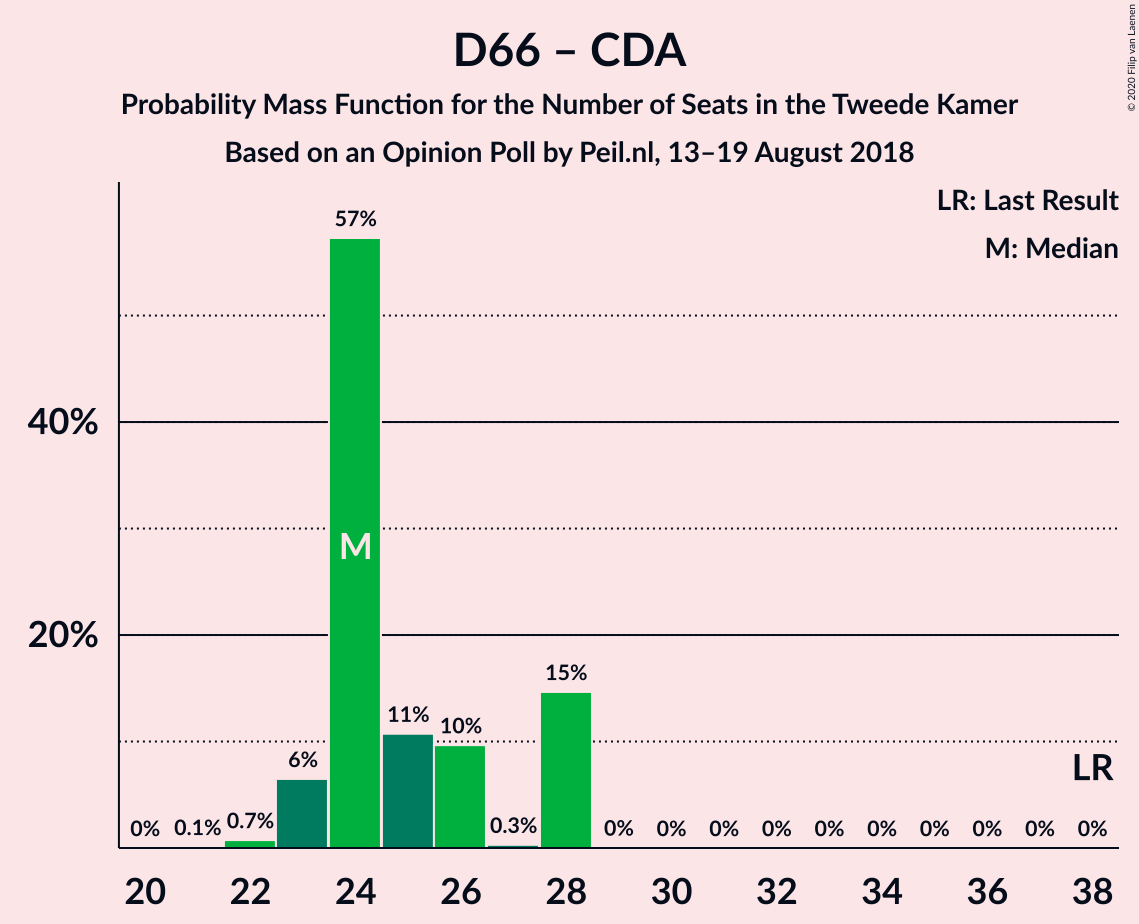 D66 – CDA
Probability Mass Function for the Number of Seats in the Tweede Kamer
Based on an Opinion Poll by Peil.nl, 13–19 August 2018
© 2020 Filip van Laenen
LR: Last Result
M: Median
40%
20%
0%
0.1%
0.7%
6%
57%
M
11%
10%
0.3%
15%
0%
0%
0%
0%
0%
0%
0%
0%
0%
0%
LR
20 22 24 26 28 30 32 34 36 38